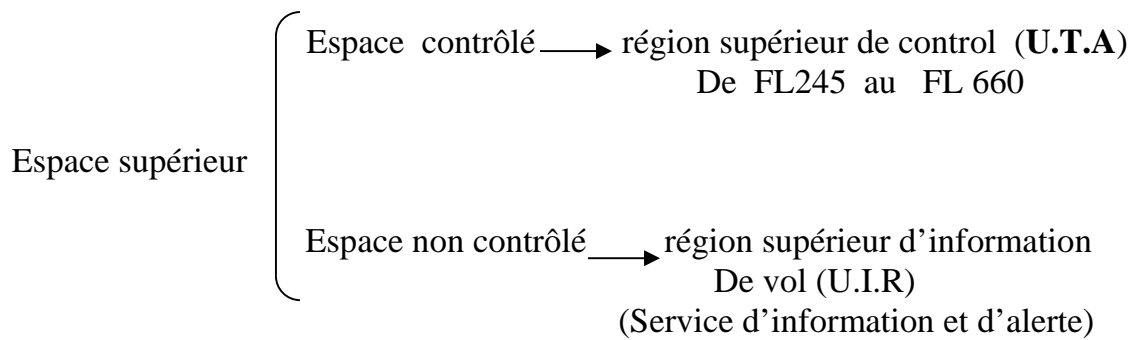 Espace contrôlé région supérieur de control (U.T.A)
De FL245 au FL 660
Espace supérieur
Espace non contrôlé région supérieur d’information
De vol (U.I.R)
(Service d’information et d’alerte)